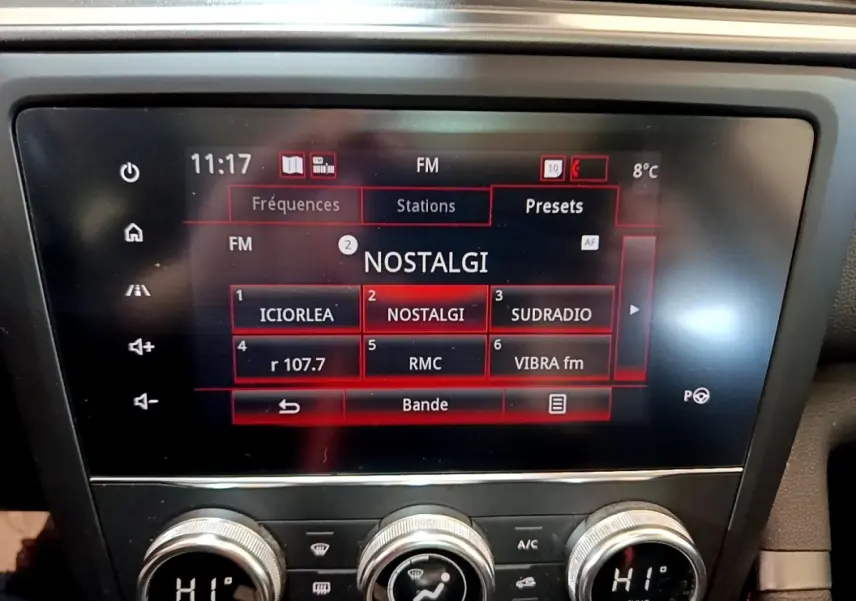 11:17 FM 10 8°C
Fréquences Stations Presets
FM 2 AF
NOSTALGI
1 ICIORLEA 2 NOSTALGI 3 SUDRADIO
4 r 107.7 5 RMC 6 VIBRA fm
Bande
P
A/C
HI° HI°